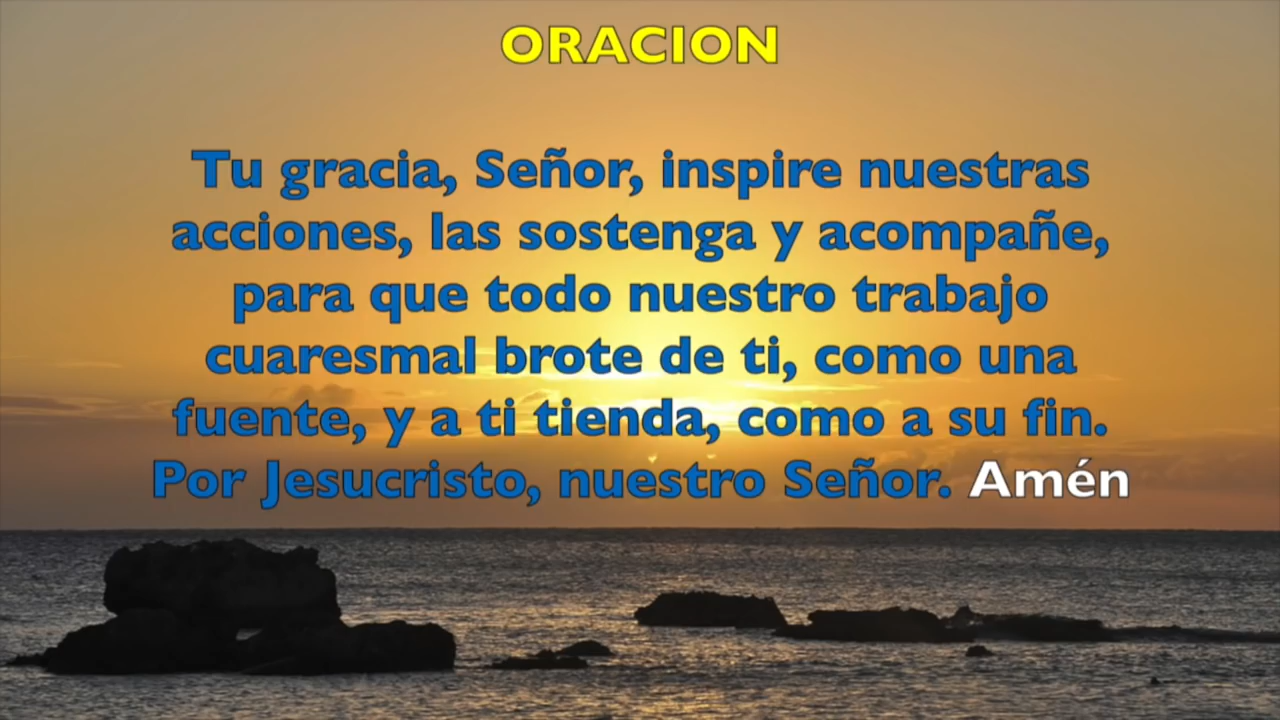 ORACION
Tu gracia, Señor, inspire nuestras
acciones, las sostenga y acompañe,
para que todo nuestro trabajo
cuaresmal brote de ti, como una
fuente, y a ti tienda, como a su fin.
Por Jesucristo, nuestro Señor. Amén